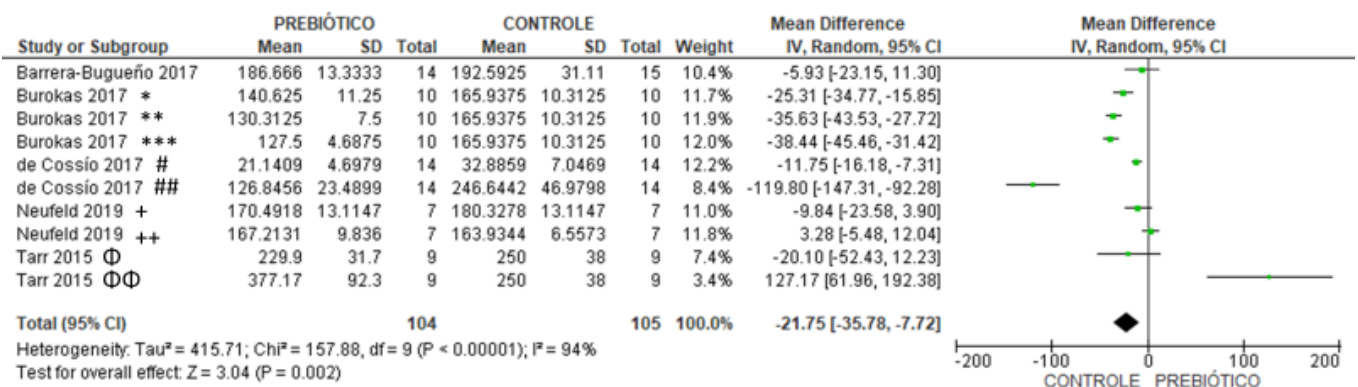 PREBIÓTICO CONTROLE Mean Difference Mean Difference
Study or Subgroup Mean SD Total Mean SD Total Weight IV, Random, 95% CI IV, Random, 95% CI
Barrera-Bugueño 2017 186.666 13.3333 14 192.5925 31.11 15 10.4% -5.93 [-23.15, 11.30]
Burokas 2017 * 140.625 11.25 10 165.9375 10.3125 10 11.7% -25.31 [-34.77, -15.85]
Burokas 2017 ** 130.3125 7.5 10 165.9375 10.3125 10 11.9% -35.63 [-43.53, -27.72]
Burokas 2017 *** 127.5 4.6875 10 165.9375 10.3125 10 12.0% -38.44 [-45.46, -31.42]
de Cossío 2017 # 21.1409 4.6979 14 32.8859 7.0469 14 12.2% -11.75 [-16.18, -7.31]
de Cossío 2017 ## 126.8456 23.4899 14 246.6442 46.9798 14 8.4% -119.80 [-147.31, -92.28]
Neufeld 2019 + 170.4918 13.1147 7 180.3278 13.1147 7 11.0% -9.84 [-23.58, 3.90]
Neufeld 2019 ++ 167.2131 9.836 7 163.9344 6.5573 7 11.8% 3.28 [-5.48, 12.04]
Tarr 2015 Φ 229.9 31.7 9 250 38 9 7.4% -20.10 [-52.43, 12.23]
Tarr 2015 ΦΦ 377.17 92.3 9 250 38 9 3.4% 127.17 [61.96, 192.38]
Total (95% CI) 104 105 100.0% -21.75 [-35.78, -7.72]
Heterogeneity: Tau² = 415.71; Chi² = 157.88, df = 9 (P < 0.00001); I² = 94%
Test for overall effect: Z = 3.04 (P = 0.002)
-200 -100 0 100 200
CONTROLE PREBIÓTICO